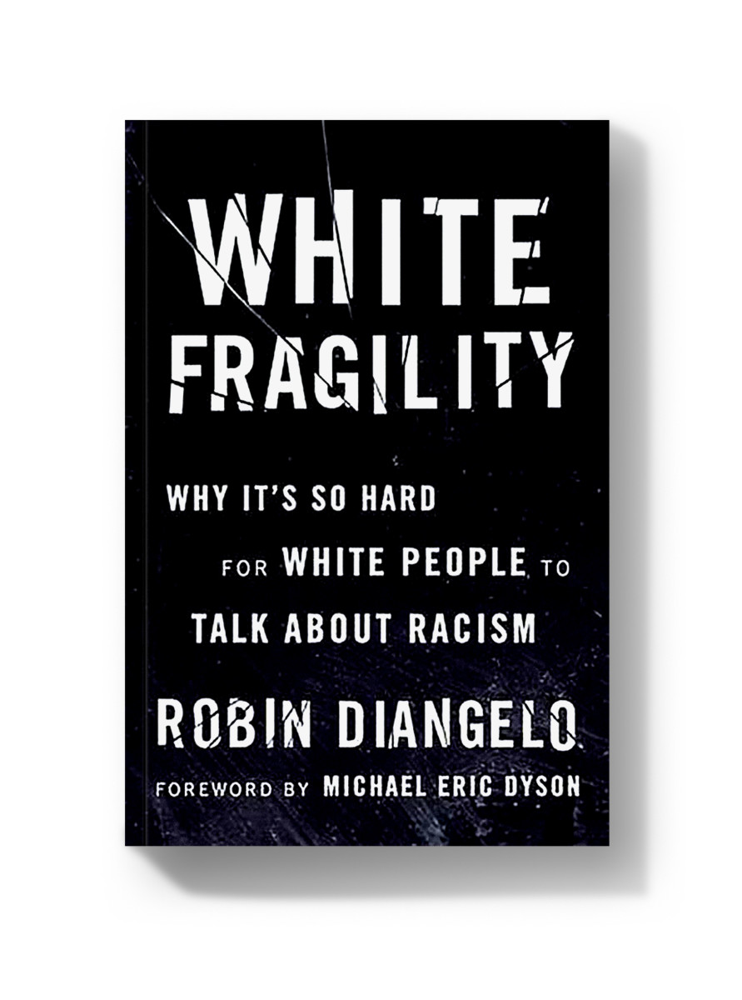 WHITE
FRAGILITY
WHY IT'S SO HARD
FOR WHITE PEOPLE TO
TALK ABOUT RACISM
ROBIN DIANGELO
FOREWORD BY MICHAEL ERIC DYSON